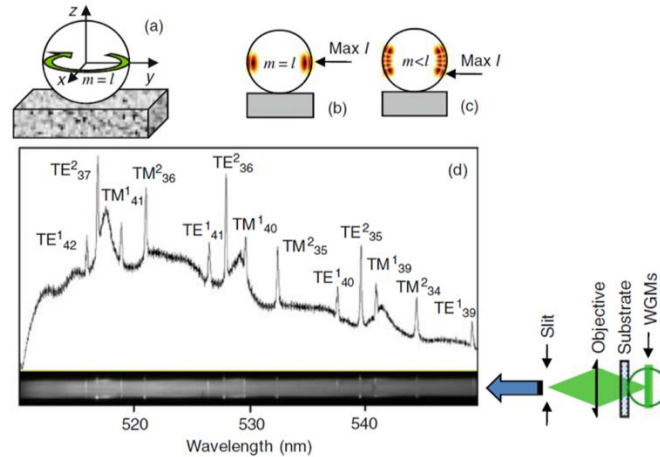 z
(a)
x
m = l
y
m = l
Max I
(b)
m<l
Max I
(c)
(d)
TE²₃₇
TE²₃₆
TM²₃₆
TM¹₄₁
TE²₃₅
TE¹₄₁
TM¹₄₀
TE¹₄₂
TM²₃₅
TM¹₃₉
TE¹₄₀
TM²₃₄
TE¹₃₉
520
530
540
Wavelength (nm)
Slit
Objective
Substrate
WGMs